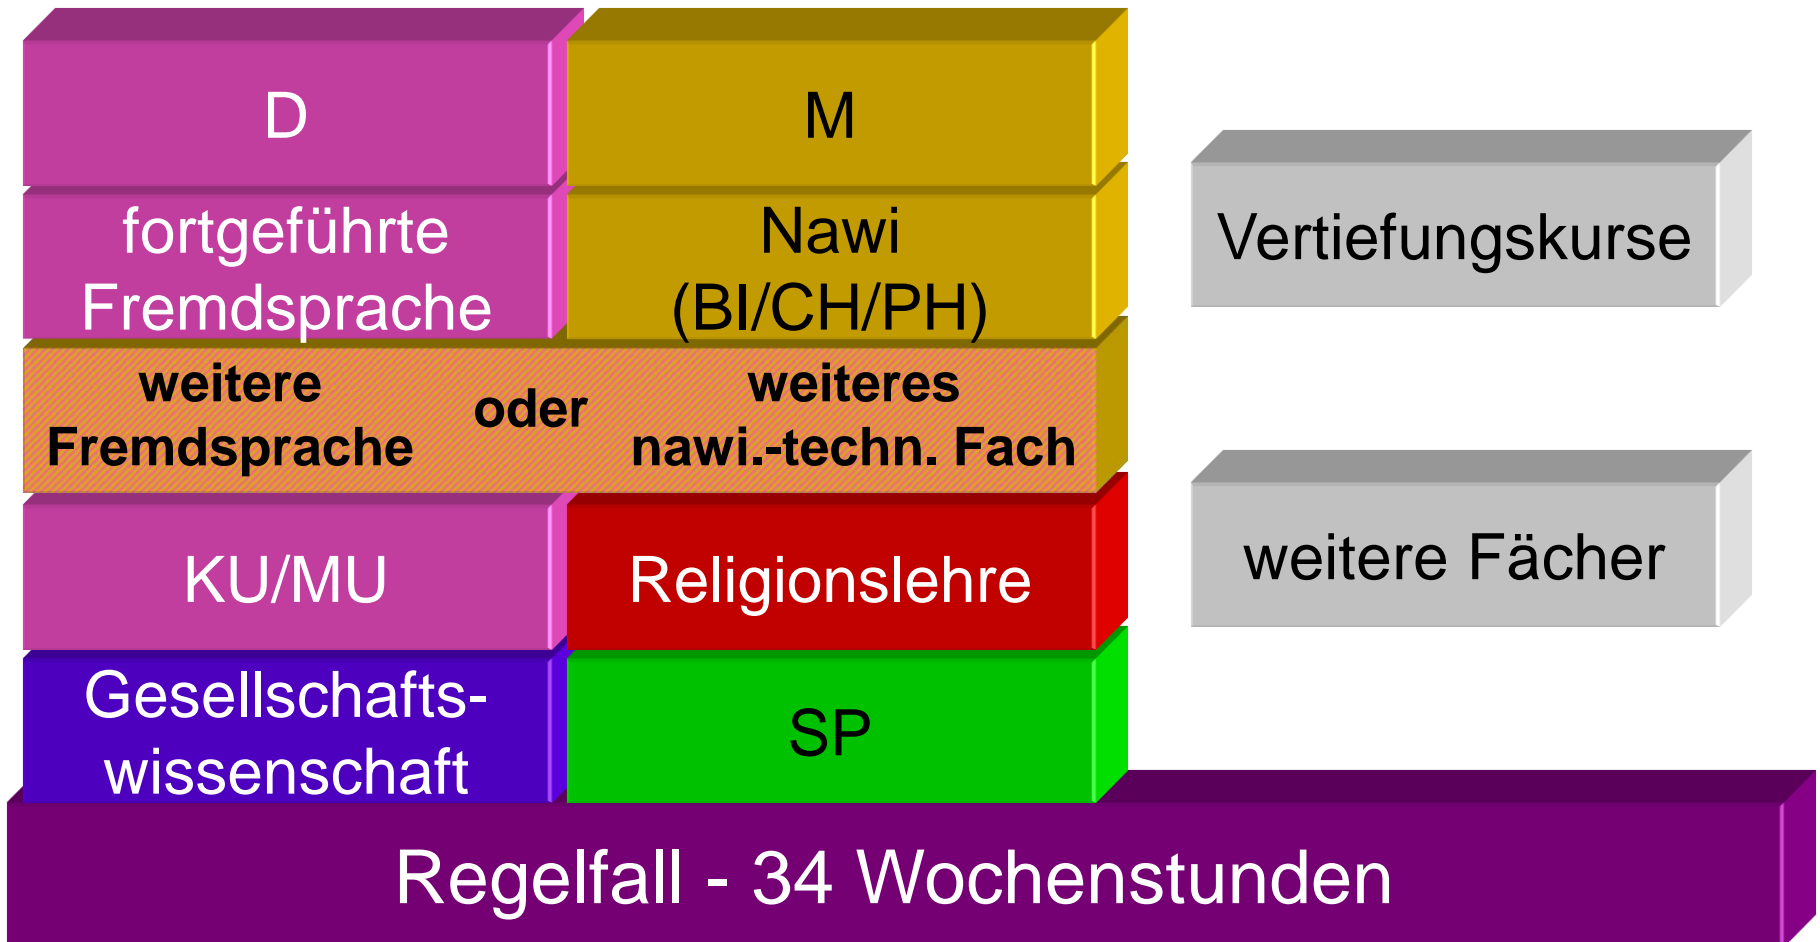 D
M
fortgeführte
Fremdsprache
Nawi
(BI/CH/PH)
Vertiefungskurse
weitere
Fremdsprache
oder
weiteres
nawi.-techn. Fach
KU/MU
Religionslehre
weitere Fächer
Gesellschafts-
wissenschaft
SP
Regelfall - 34 Wochenstunden